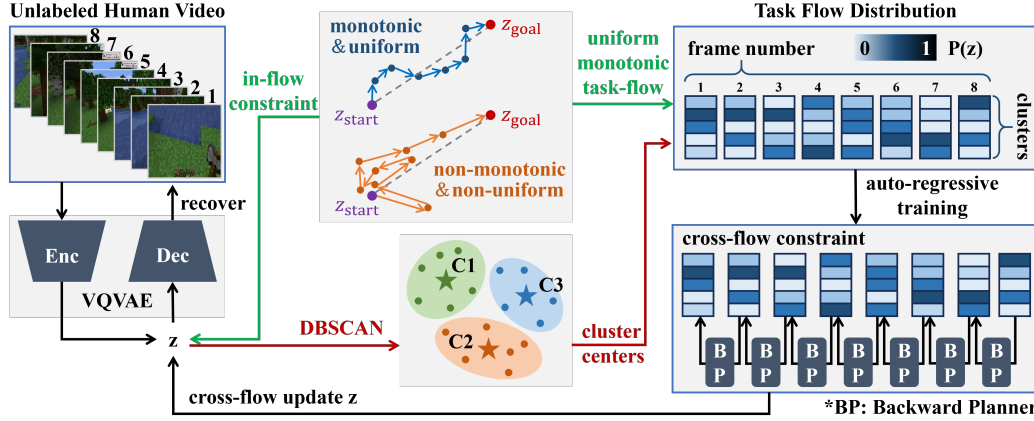 Unlabeled Human Video
8
7
6
5
4
3
2
1
recover
Enc
Dec
VQVAE
z
in-flow
constraint
monotonic
& uniform
z_goal
z_start
z_goal
non-monotonic
& non-uniform
z_start
DBSCAN
C1
C3
C2
cluster
centers
uniform
monotonic
task-flow
Task Flow Distribution
frame number
0 1 P(z)
1 2 3 4 5 6 7 8
clusters
auto-regressive
training
cross-flow constraint
B B B B B B B
P P P P P P P
cross-flow update z
*BP: Backward Planner